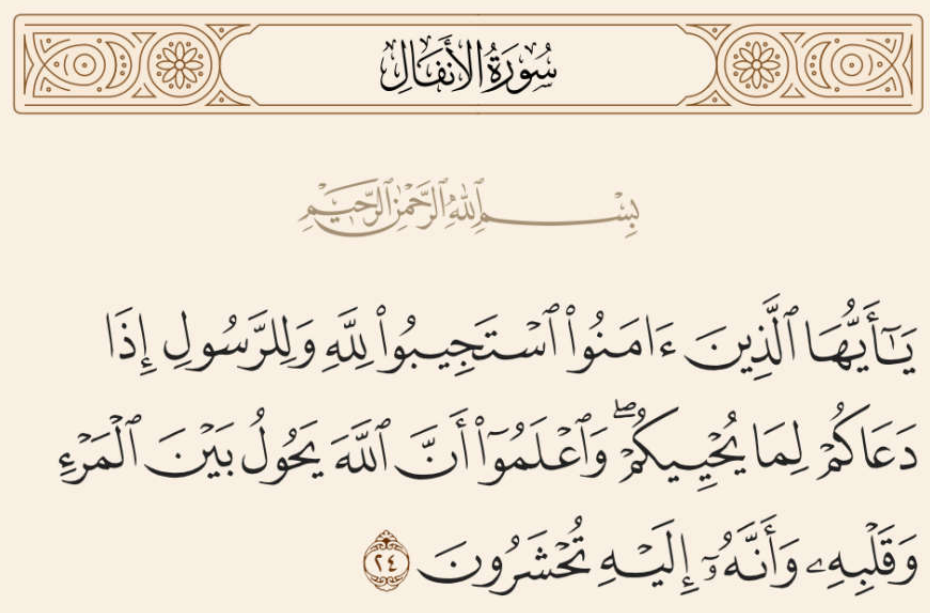 سُورَةُ الأَنفَالِ
بِسْمِ ٱللَّهِ ٱلرَّحْمَٰنِ ٱلرَّحِيمِ
يَٰٓأَيُّهَا ٱلَّذِينَ ءَامَنُوا۟ ٱسْتَجِيبُوا۟ لِلَّهِ وَلِلرَّسُولِ إِذَا
دَعَاكُمْ لِمَا يُحْيِيكُمْ ۖ وَٱعْلَمُوٓا۟ أَنَّ ٱللَّهَ يَحُولُ بَيْنَ ٱلْمَرْءِ
وَقَلْبِهِۦ وَأَنَّهُۥٓ إِلَيْهِ تُحْشَرُونَ ٢٤